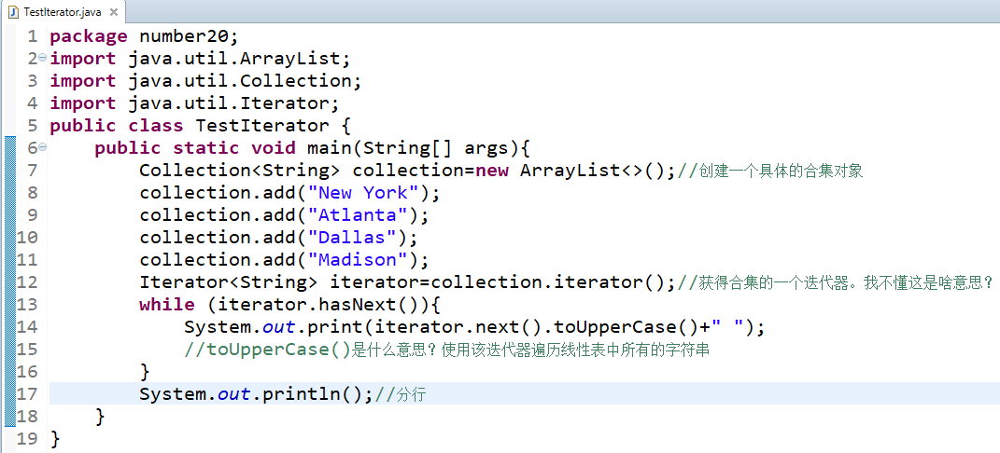 TestIterator.java
1 package number20;
2 import java.util.ArrayList;
3 import java.util.Collection;
4 import java.util.Iterator;
5 public class TestIterator {
6     public static void main(String[] args){
7         Collection<String> collection=new ArrayList<>();//创建一个具体的合集对象
8         collection.add("New York");
9         collection.add("Atlanta");
10         collection.add("Dallas");
11         collection.add("Madison");
12         Iterator<String> iterator=collection.iterator();//获得合集的一个迭代器。我不懂这是啥意思?
13         while (iterator.hasNext()){
14             System.out.print(iterator.next().toUpperCase()+" ");
15             //toUpperCase()是什么意思? 使用该迭代器遍历线性表中所有的字符串
16         }
17         System.out.println();//分行
18     }
19 }